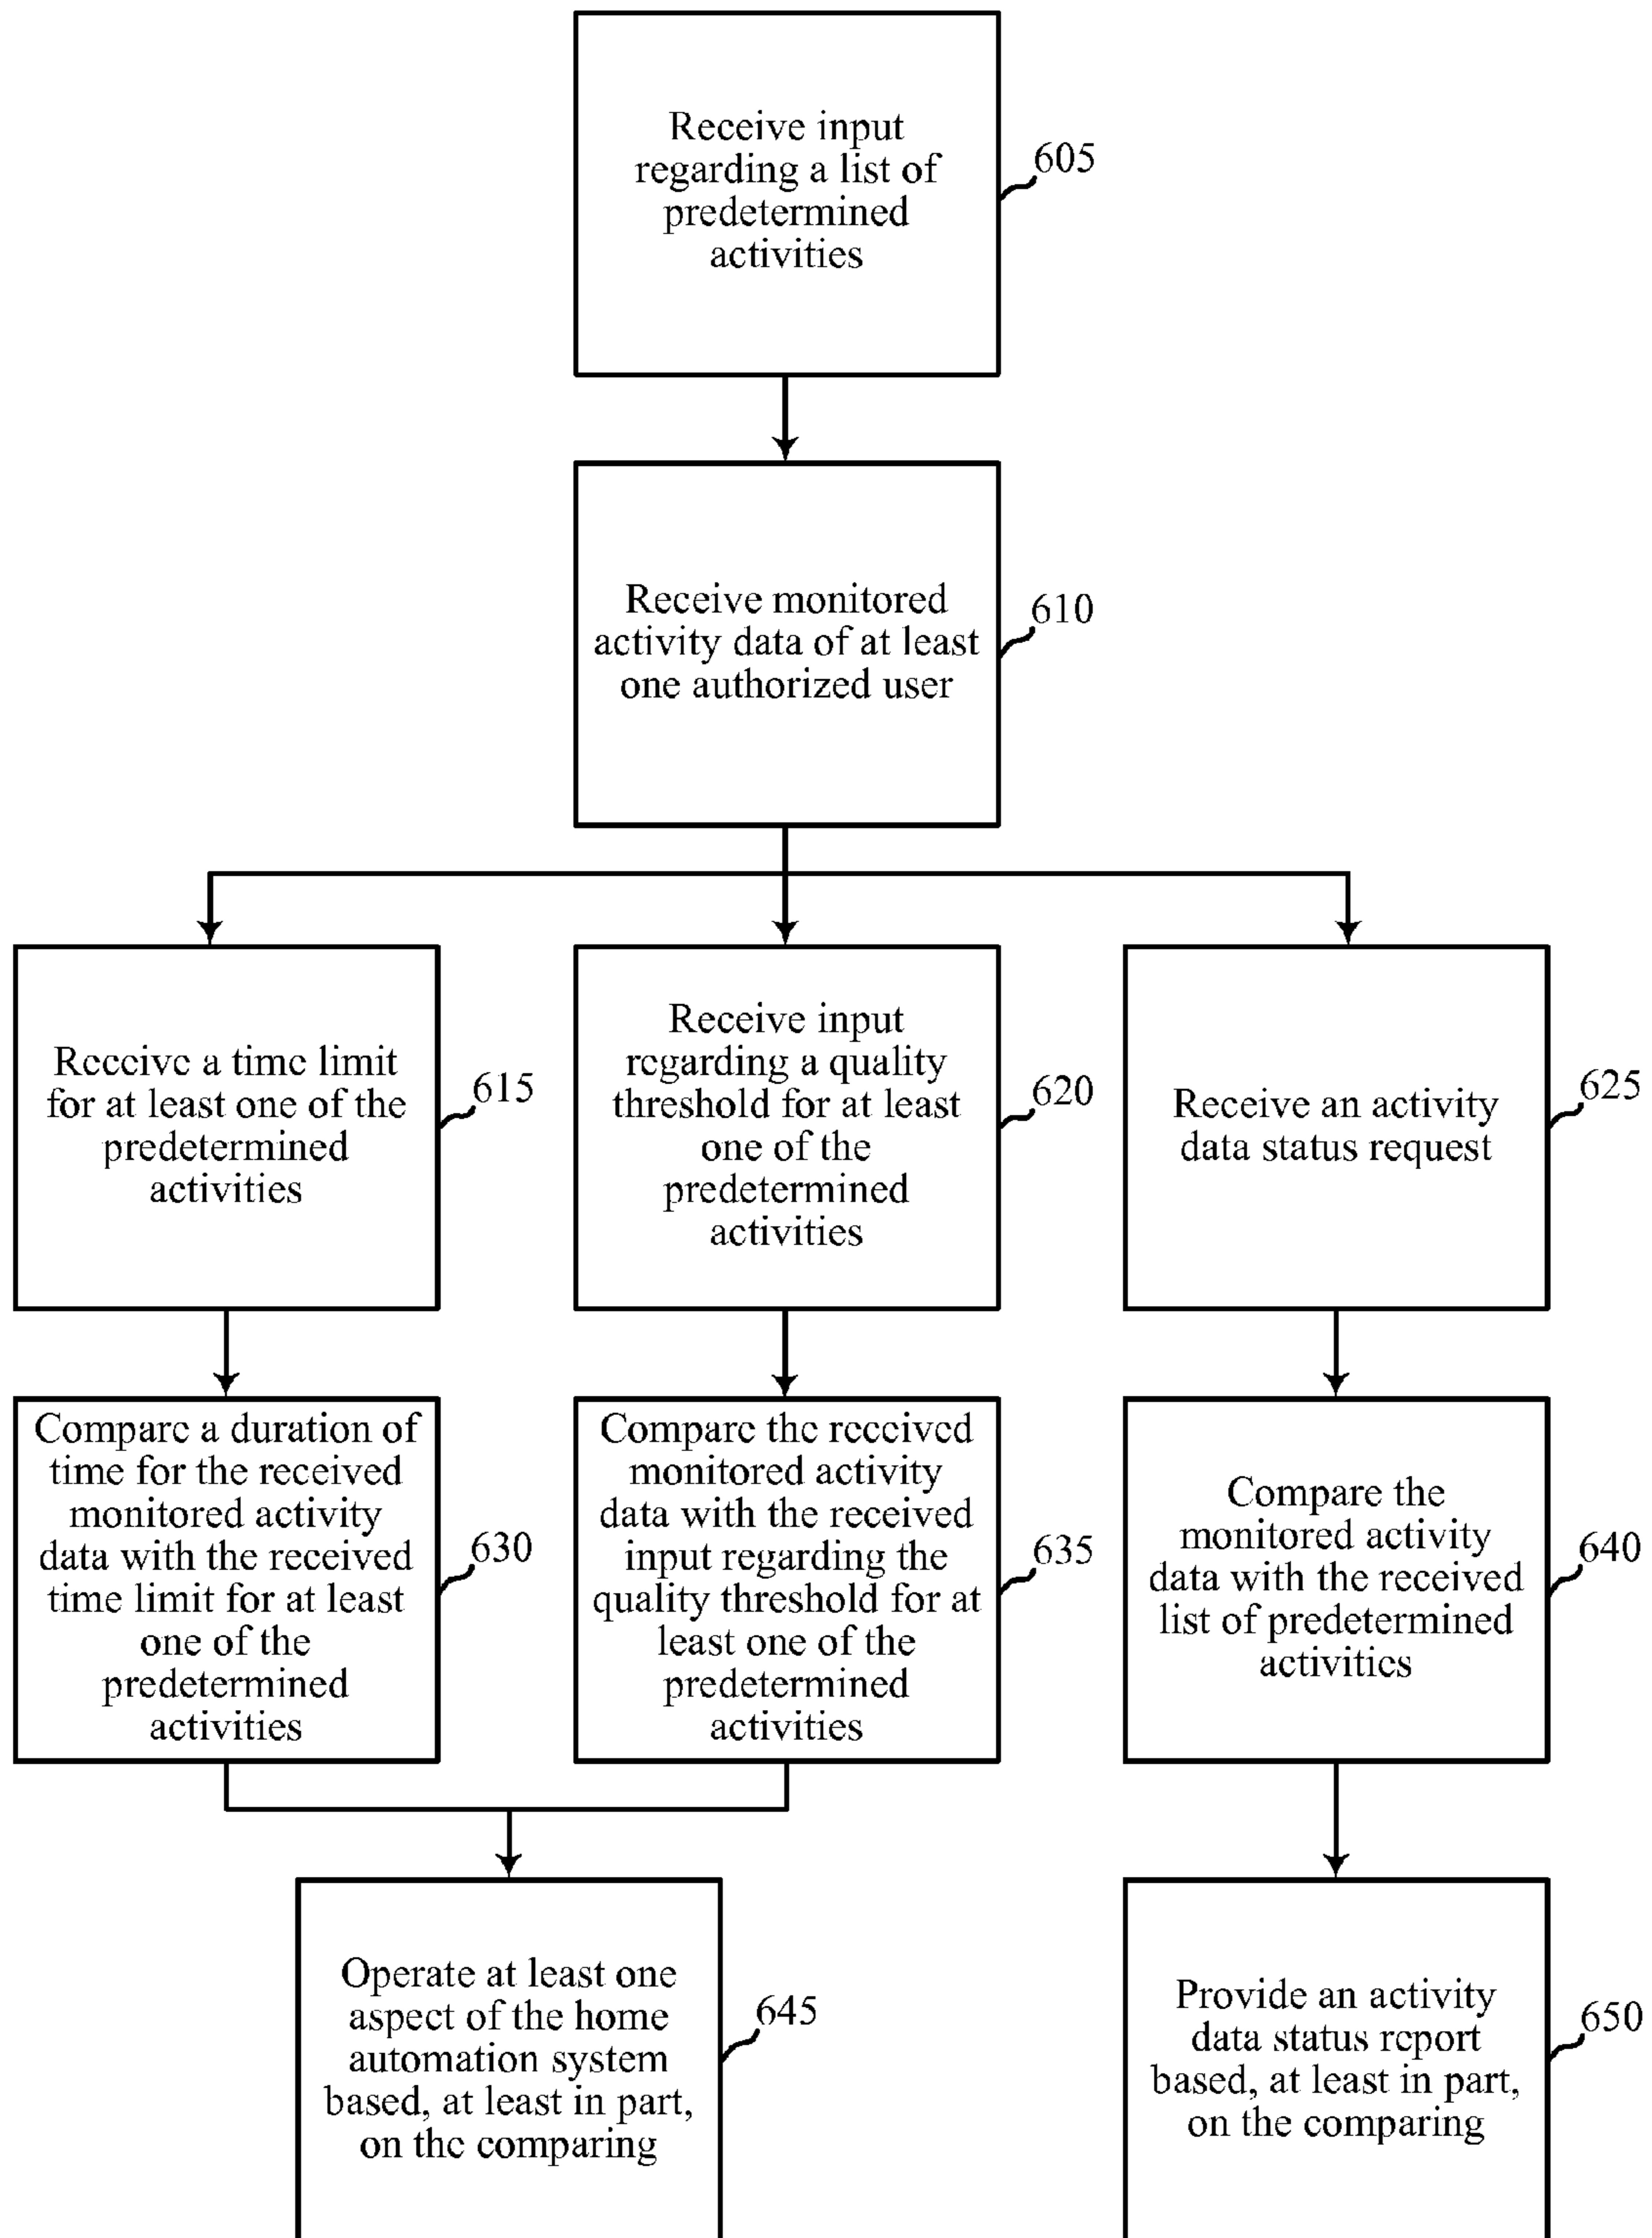 Receive input
regarding a list of
predetermined
activities
605
Receive monitored
activity data of at least
one authorized user
610
Receive a time limit
for at least one of the
predetermined
activities
615
Receive input
regarding a quality
threshold for at least
one of the
predetermined
activities
620
Receive an activity
data status request
625
Compare a duration of
time for the received
monitored activity
data with the received
time limit for at least
one of the
predetermined
activities
630
Compare the received
monitored activity
data with the received
input regarding the
quality threshold for at
least one of the
predetermined
activities
635
Compare the
monitored activity
data with the received
list of predetermined
activities
640
Operate at least one
aspect of the home
automation system
based, at least in part,
on the comparing
645
Provide an activity
data status report
based, at least in part,
on the comparing
650